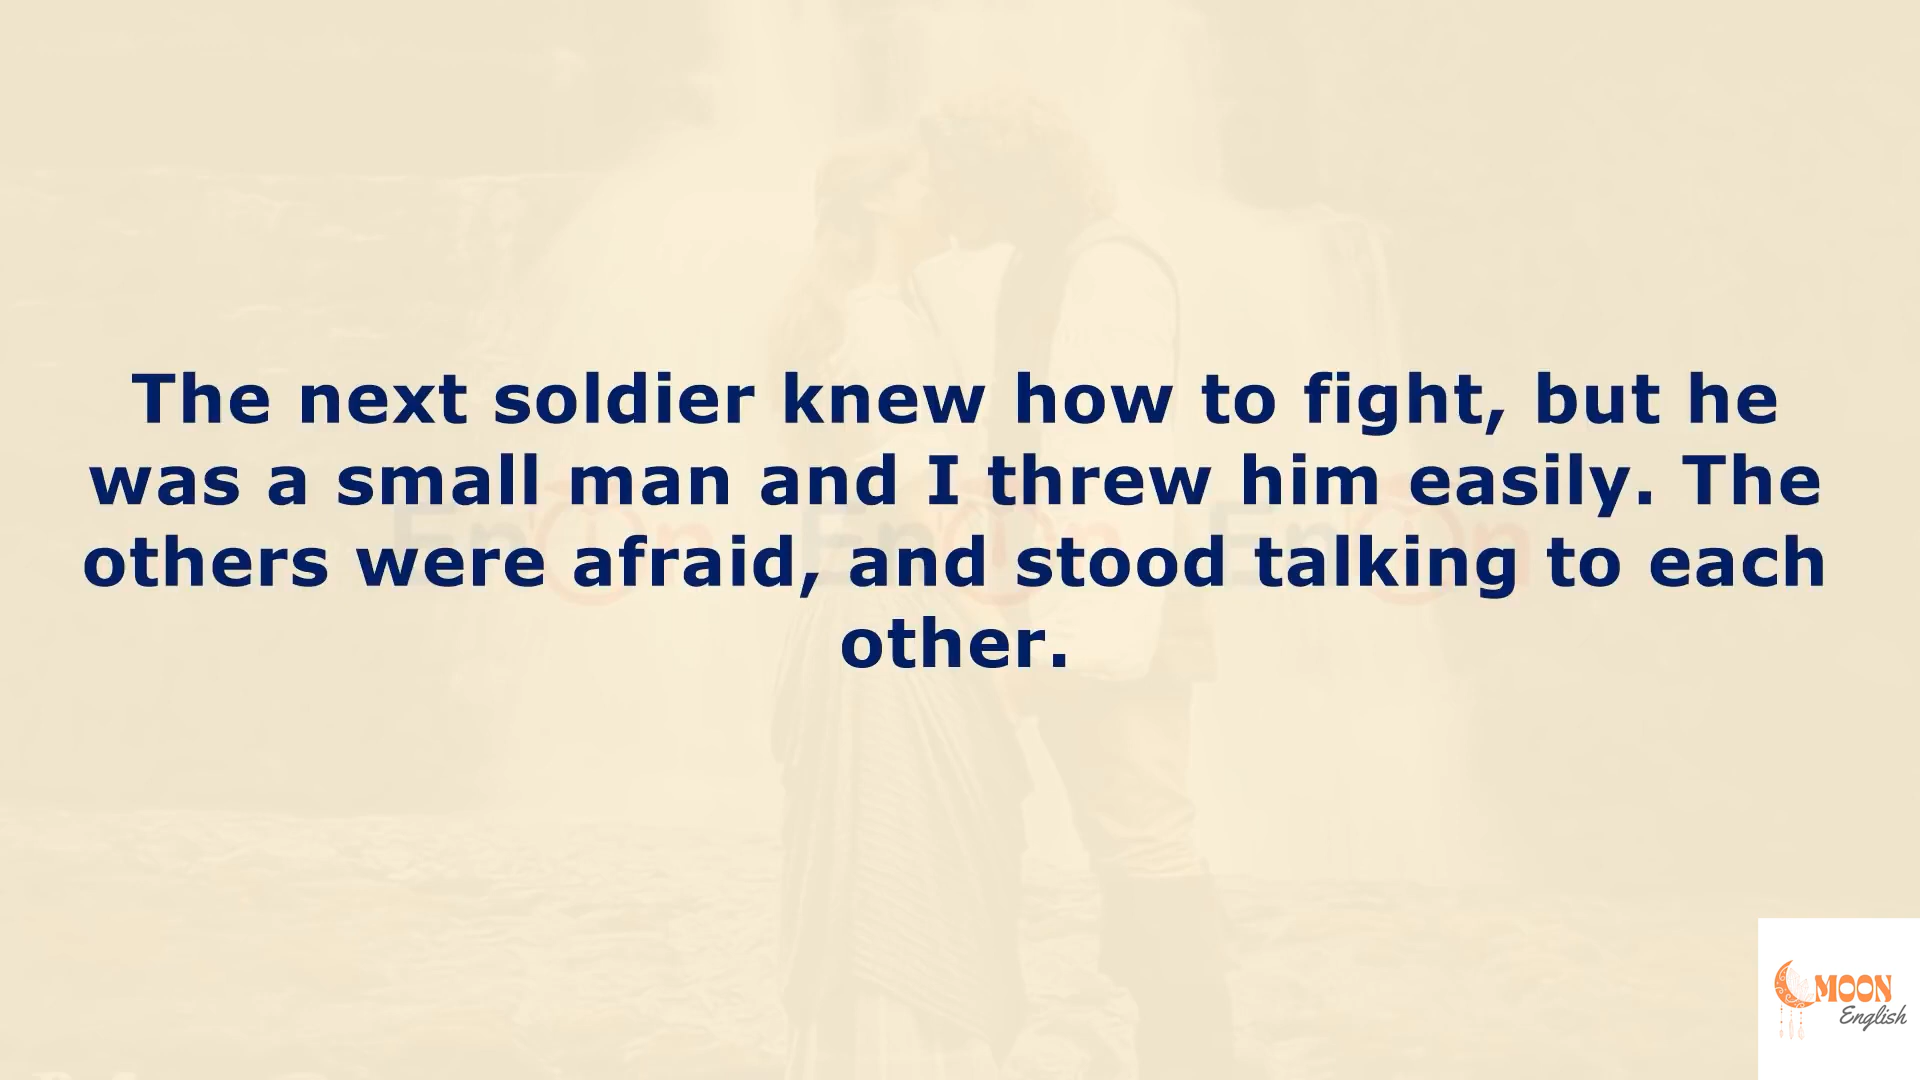 The next soldier knew how to fight, but he
was a small man and I threw him easily. The
others were afraid, and stood talking to each
other.
MOON
English